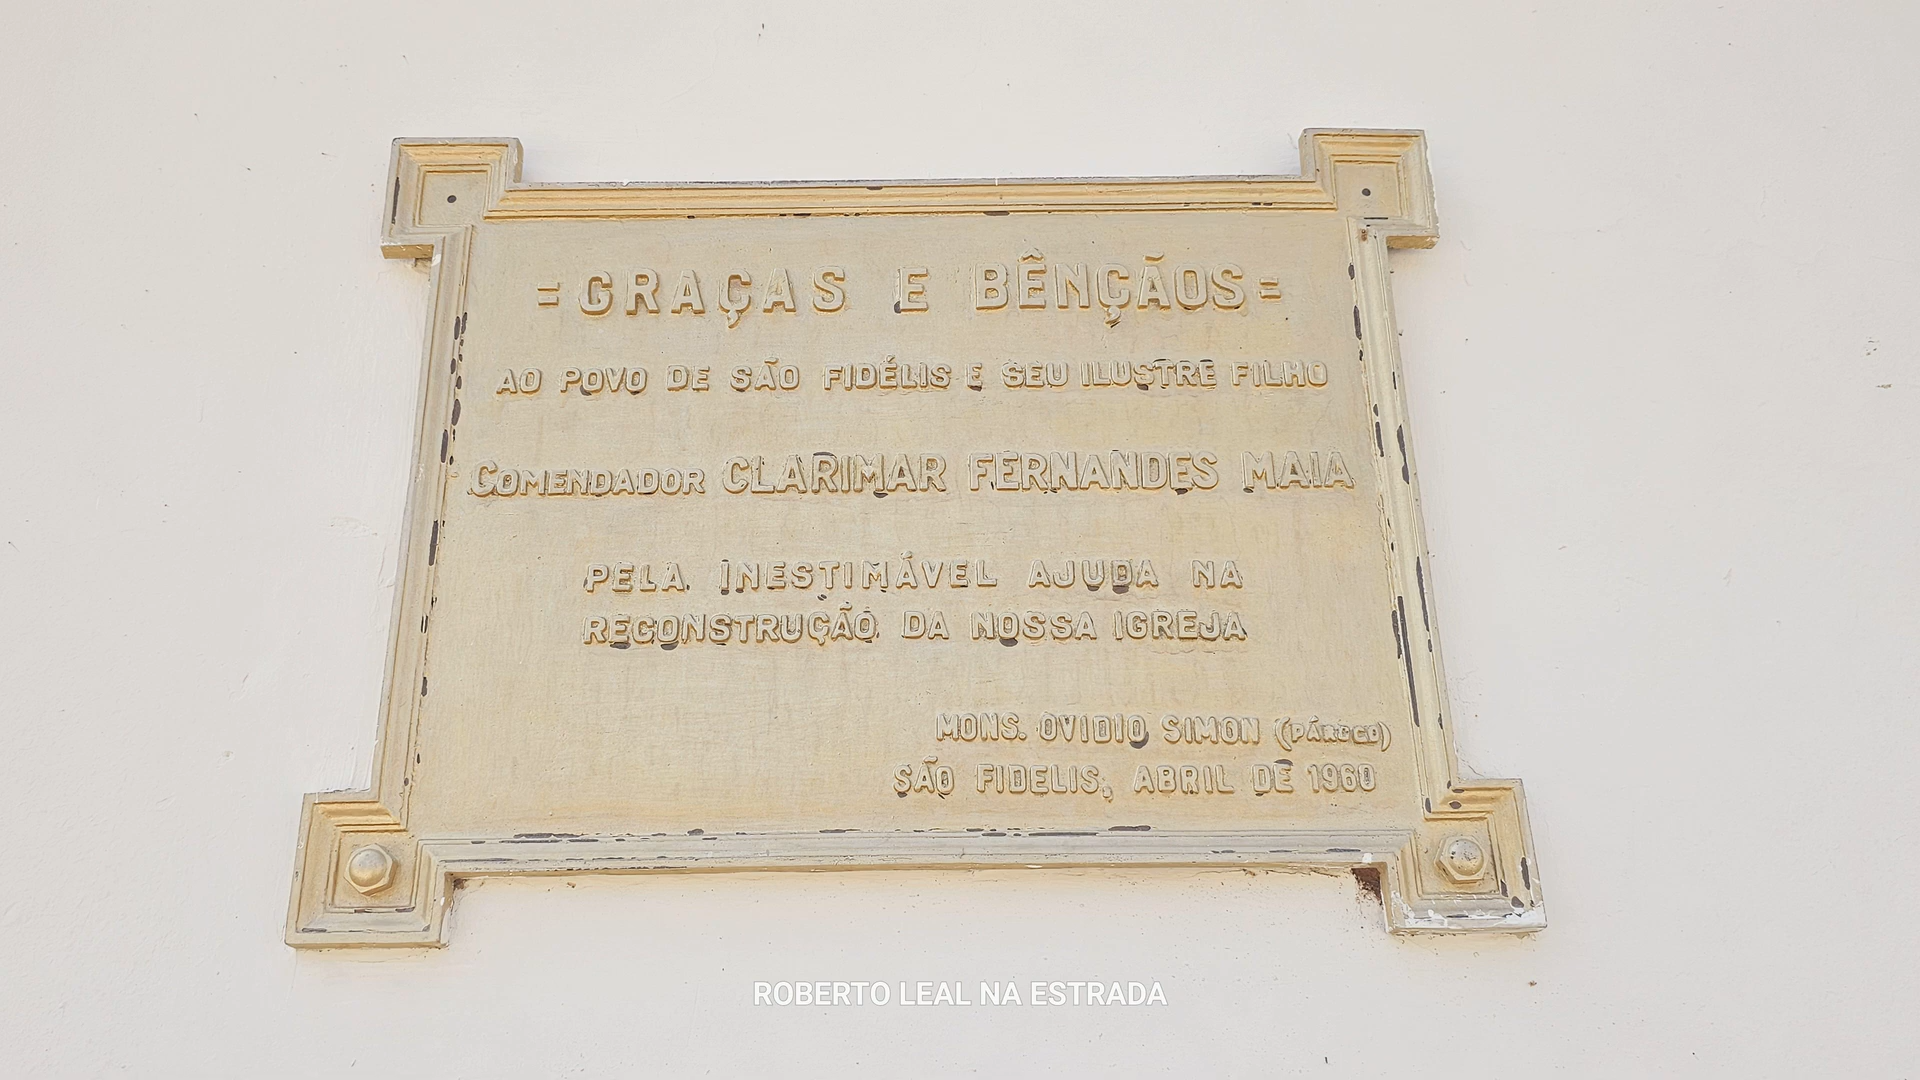 =GRAÇAS E BÊNÇÃOS=
AO POVO DE SÃO FIDÉLIS E SEU ILUSTRE FILHO
COMENDADOR CLARIMAR FERNANDES MAIA
PELA INESTIMÁVEL AJUDA NA
RECONSTRUÇÃO DA NOSSA IGREJA
MONS. OVIDIO SIMON (PÁROCO)
SÃO FIDELIS, ABRIL DE 1960
ROBERTO LEAL NA ESTRADA